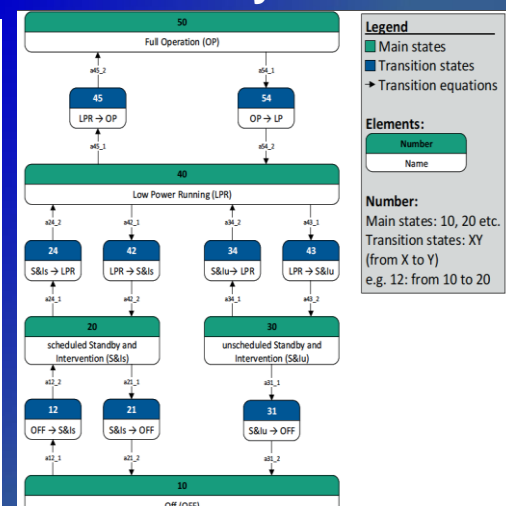 50
Full Operation (OP)
a45_2
a54_1
45
LPR → OP
54
OP → LP
a45_1
a54_2
40
Low Power Running (LPR)
a24_2
a42_1
a34_2
a43_1
24
S&Is → LPR
42
LPR → S&Is
34
S&Iu → LPR
43
LPR → S&Iu
a24_1
a42_2
a34_1
a43_2
20
scheduled Standby and
Intervention (S&Is)
30
unscheduled Standby and
Intervention (S&Iu)
a12_2
a21_1
a31_1
12
OFF → S&Is
21
S&Is → OFF
31
S&Iu → OFF
a12_1
a21_2
a31_2
10
Off (OFF)
Legend
Main states
Transition states
→ Transition equations
Elements:
Number
Name
Number:
Main states: 10, 20 etc.
Transition states: XY
(from X to Y)
e.g. 12: from 10 to 20